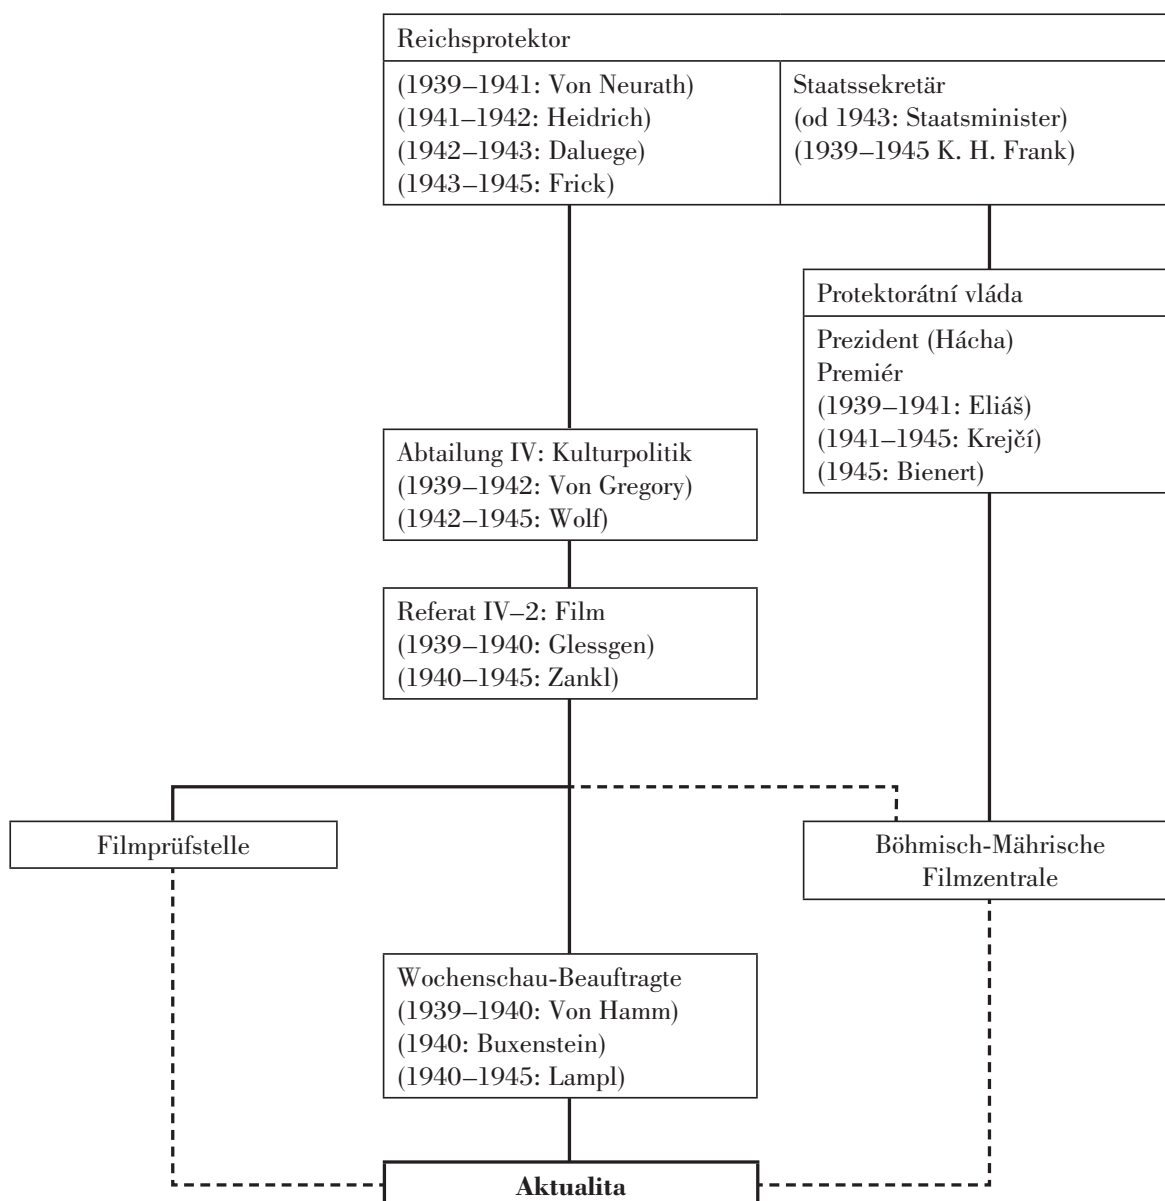 Reichsprotektor
(1939–1941: Von Neurath)
(1941–1942: Heidrich)
(1942–1943: Daluege)
(1943–1945: Frick)
Staatssekretär
(od 1943: Staatsminister)
(1939–1945 K. H. Frank)
Protektorátní vláda
Prezident (Hácha)
Premiér
(1939–1941: Eliáš)
(1941–1945: Krejčí)
(1945: Bienert)
Abtailung IV: Kulturpolitik
(1939–1942: Von Gregory)
(1942–1945: Wolf)
Referat IV–2: Film
(1939–1940: Glessgen)
(1940–1945: Zankl)
Filmprüfstelle
Böhmisch-Mährische
Filmzentrale
Wochenschau-Beauftragte
(1939–1940: Von Hamm)
(1940: Buxenstein)
(1940–1945: Lampl)
Aktualita